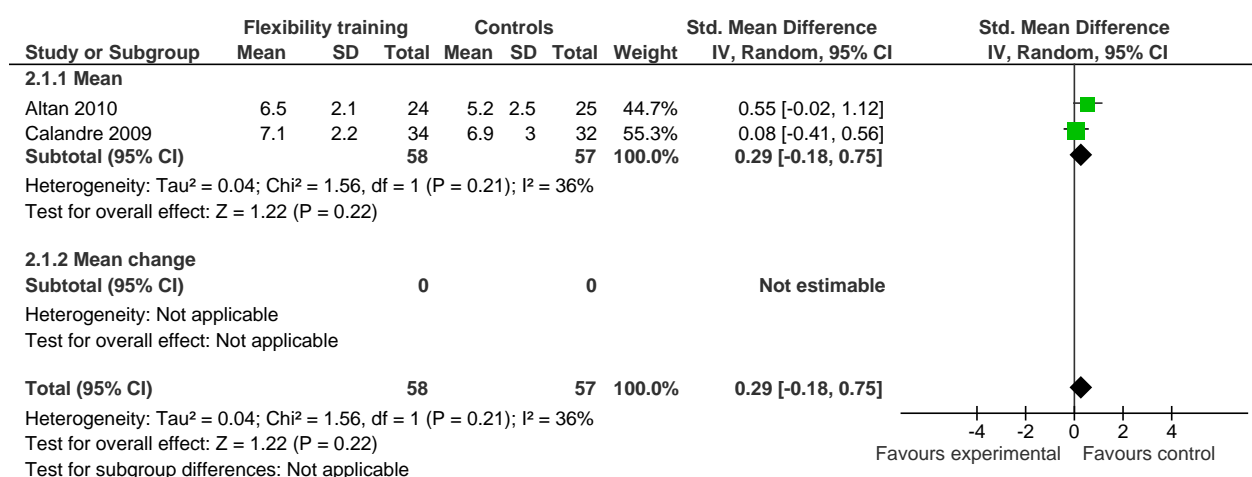 Flexibility training Controls Std. Mean Difference Std. Mean Difference
Study or Subgroup Mean SD Total Mean SD Total Weight IV, Random, 95% CI IV, Random, 95% CI
2.1.1 Mean
Altan 2010 6.5 2.1 24 5.2 2.5 25 44.7% 0.55 [-0.02, 1.12]
Calandre 2009 7.1 2.2 34 6.9 3 32 55.3% 0.08 [-0.41, 0.56]
Subtotal (95% CI) 58 57 100.0% 0.29 [-0.18, 0.75]
Heterogeneity: Tau² = 0.04; Chi² = 1.56, df = 1 (P = 0.21); I² = 36%
Test for overall effect: Z = 1.22 (P = 0.22)
2.1.2 Mean change
Subtotal (95% CI) 0 0 Not estimable
Heterogeneity: Not applicable
Test for overall effect: Not applicable
Total (95% CI) 58 57 100.0% 0.29 [-0.18, 0.75]
Heterogeneity: Tau² = 0.04; Chi² = 1.56, df = 1 (P = 0.21); I² = 36%
Test for overall effect: Z = 1.22 (P = 0.22)
Test for subgroup differences: Not applicable
-4 -2 0 2 4
Favours experimental Favours control